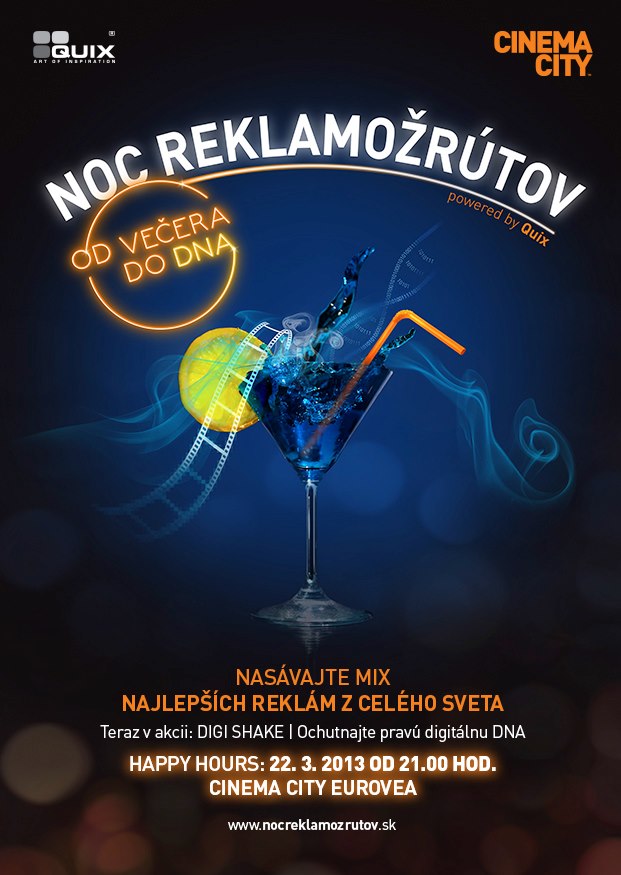 QUIX
ART OF INSPIRATION
CINEMA
CITY
NOC REKLAMOŽRÚTOV
powered by Quix
OD VEČERA
DO DNA
NASÁVAJTE MIX
NAJLEPŠÍCH REKLÁM Z CELÉHO SVETA
Teraz v akcii: DIGI SHAKE | Ochutnajte pravú digitálnu DNA
HAPPY HOURS: 22. 3. 2013 OD 21.00 HOD.
CINEMA CITY EUROVEA
www.nocreklamozrutov.sk